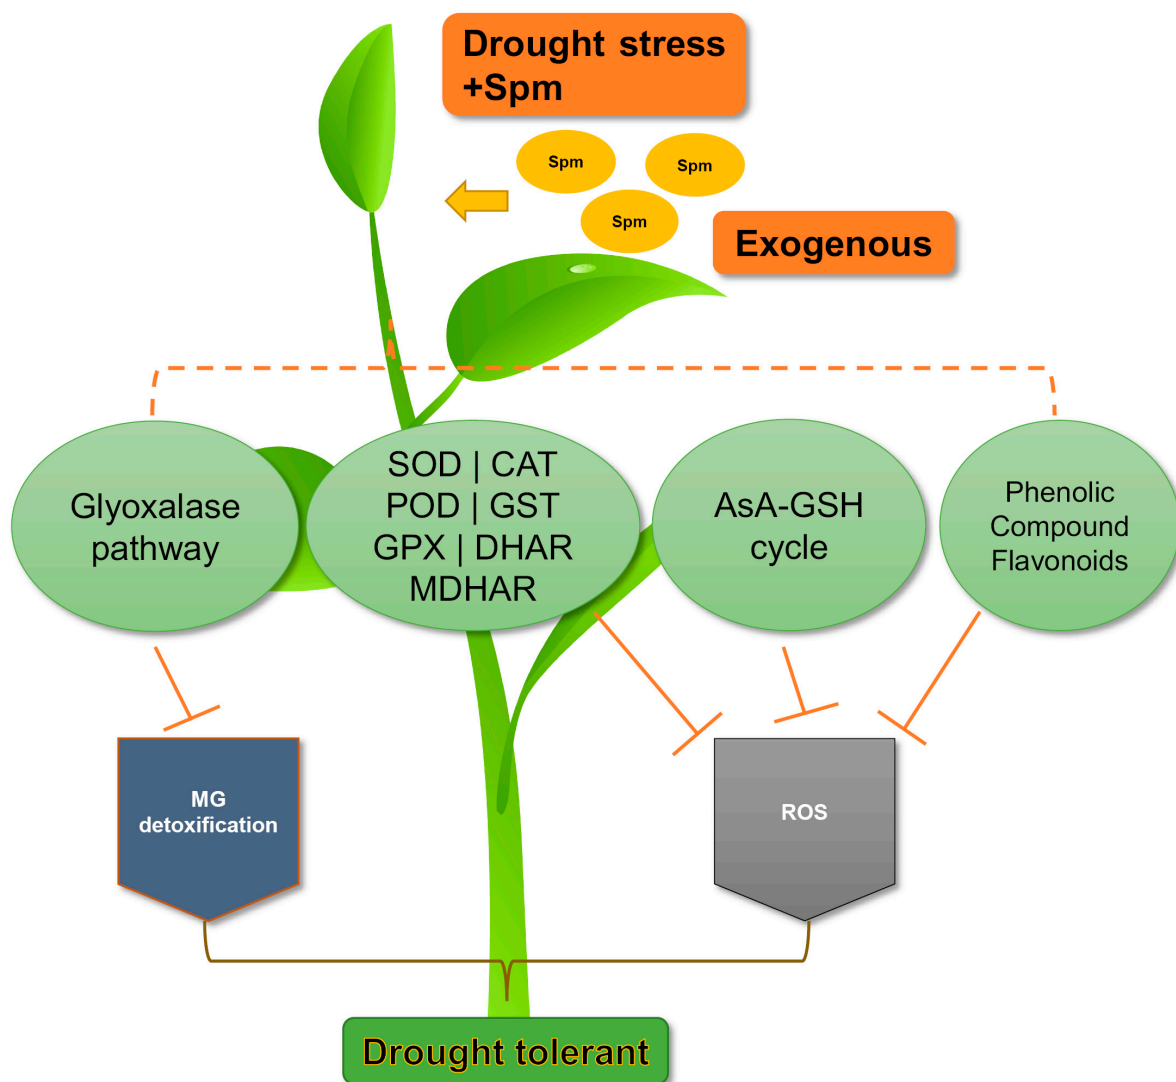 Drought stress
+Spm
Spm
Spm
Spm
Exogenous
Glyoxalase
pathway
SOD | CAT
POD | GST
GPX | DHAR
MDHAR
AsA-GSH
cycle
Phenolic
Compound
Flavonoids
MG
detoxification
ROS
Drought tolerant